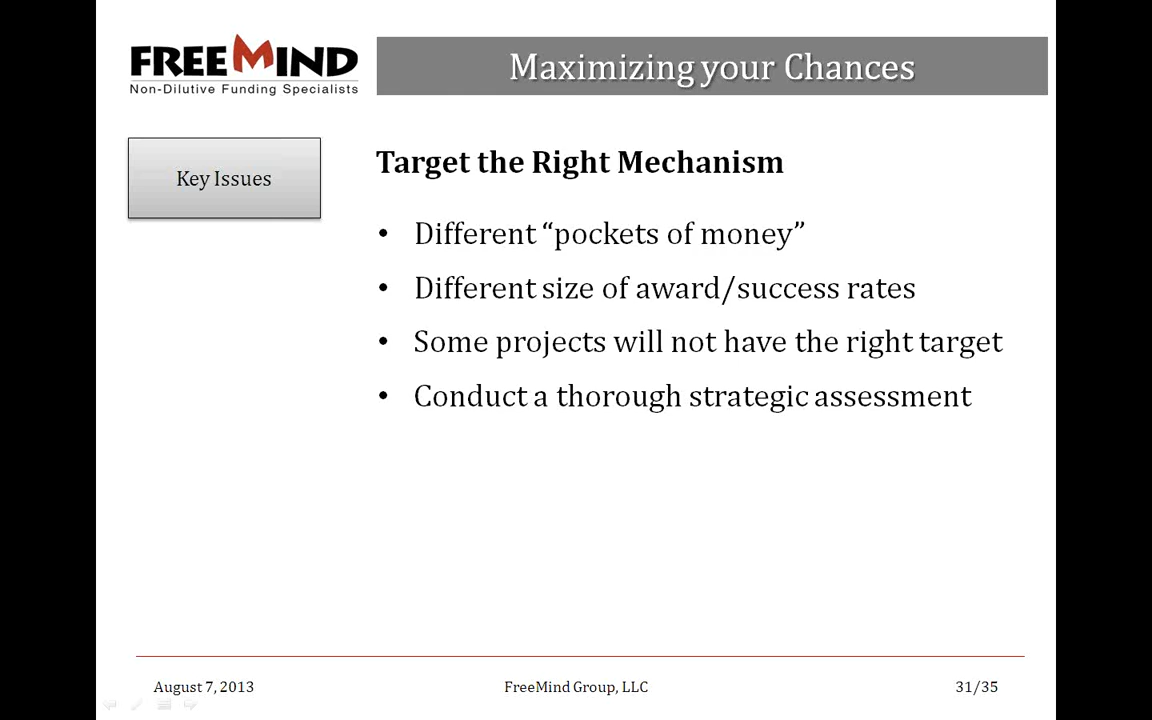 FREEMIND
Non-Dilutive Funding Specialists
Maximizing your Chances
Key Issues
Target the Right Mechanism
• Different “pockets of money”
• Different size of award/success rates
• Some projects will not have the right target
• Conduct a thorough strategic assessment
August 7, 2013
FreeMind Group, LLC
31/35